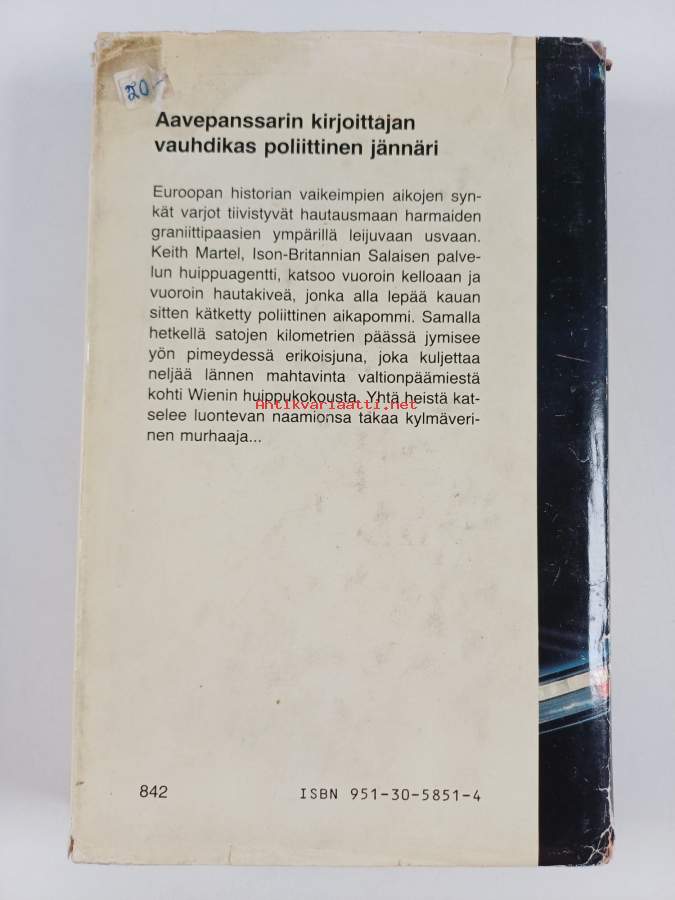 20.-
Aavepanssarin kirjoittajan
vauhdikas poliittinen jännäri
Euroopan historian vaikeimpien aikojen syn-
kät varjot tiivistyvät hautausmaan harmaiden
graniittipaasien ympärillä leijuvaan usvaan.
Keith Martel, Ison-Britannian Salaisen palve-
lun huippuagentti, katsoo vuoroin kelloaan ja
vuoroin hautakiveä, jonka alla lepää kauan
sitten kätketty poliittinen aikapommi. Samalla
hetkellä satojen kilometrien päässä jymisee
yön pimeydessä erikoisjuna, joka kuljettaa
neljää lännen mahtavinta valtionpäämiestä
kohti Wienin huippukokousta. Yhtä heistä kat-
Antikvariaatti.net
selee luontevan naamionsa takaa kylmäveri-
nen murhaaja...
842
ISBN 951-30-5851-4